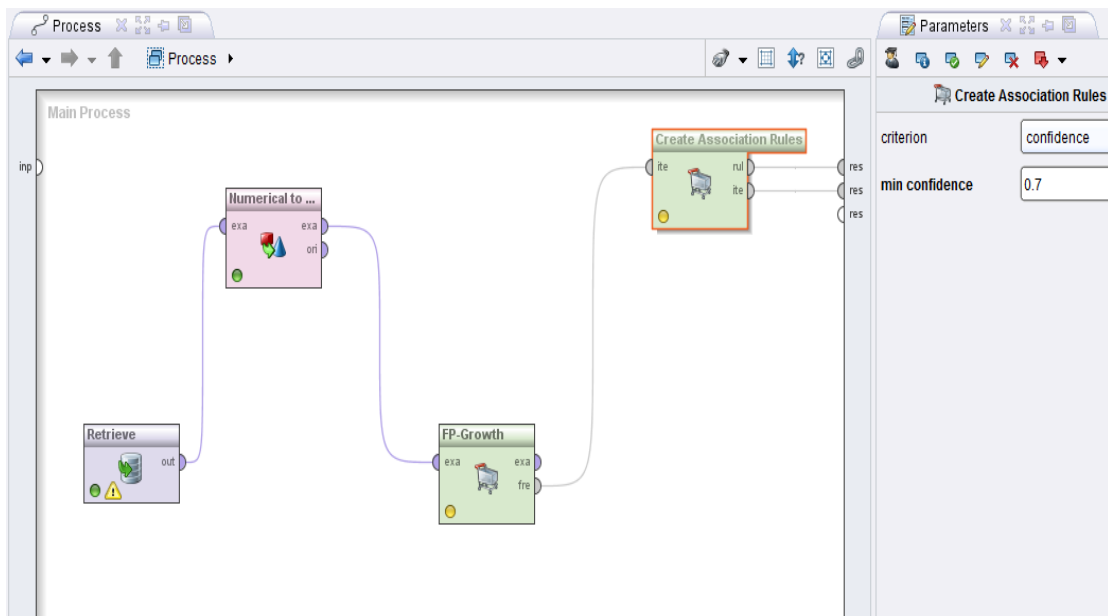 Process
Parameters
Process
Create Association Rules
Main Process
criterion
confidence
min confidence
0.7
Create Association Rules
inp
ite
rul
res
ite
res
res
Numerical to ...
exa
exa
ori
Retrieve
out
FP-Growth
exa
exa
fre